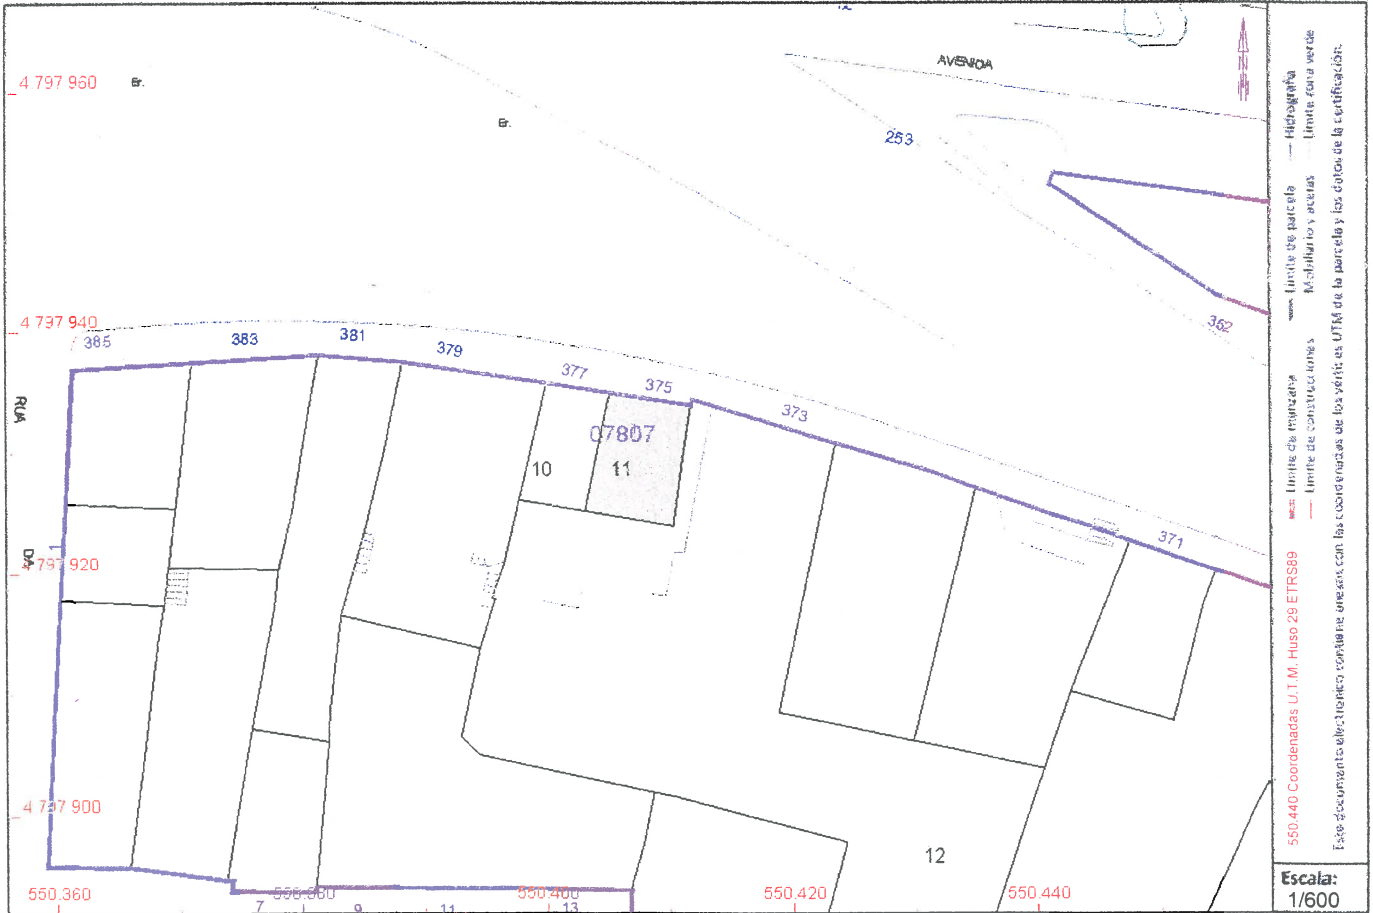 AVENIDA
4 797 960
Er.
Er.
253
4 797 940
385
383
381
379
377
375
373
371
362
RUA
DA
1
07807
10
11
12
4 797 920
4 797 900
550.360
550.380
550.400
550.420
550.440
7
9
11
13
550.440 Coordenadas U.T.M. Huso 29 ETRS89
Límite de manzana
Límite de parcela
Hidrografía
Límite de construcciones
Mobiliario y aceras
Límite zona verde
Este documento electrónico contiene anexos con las coordenadas de los vértices UTM de la parcela y los datos de la certificación.
Escala:
1/600